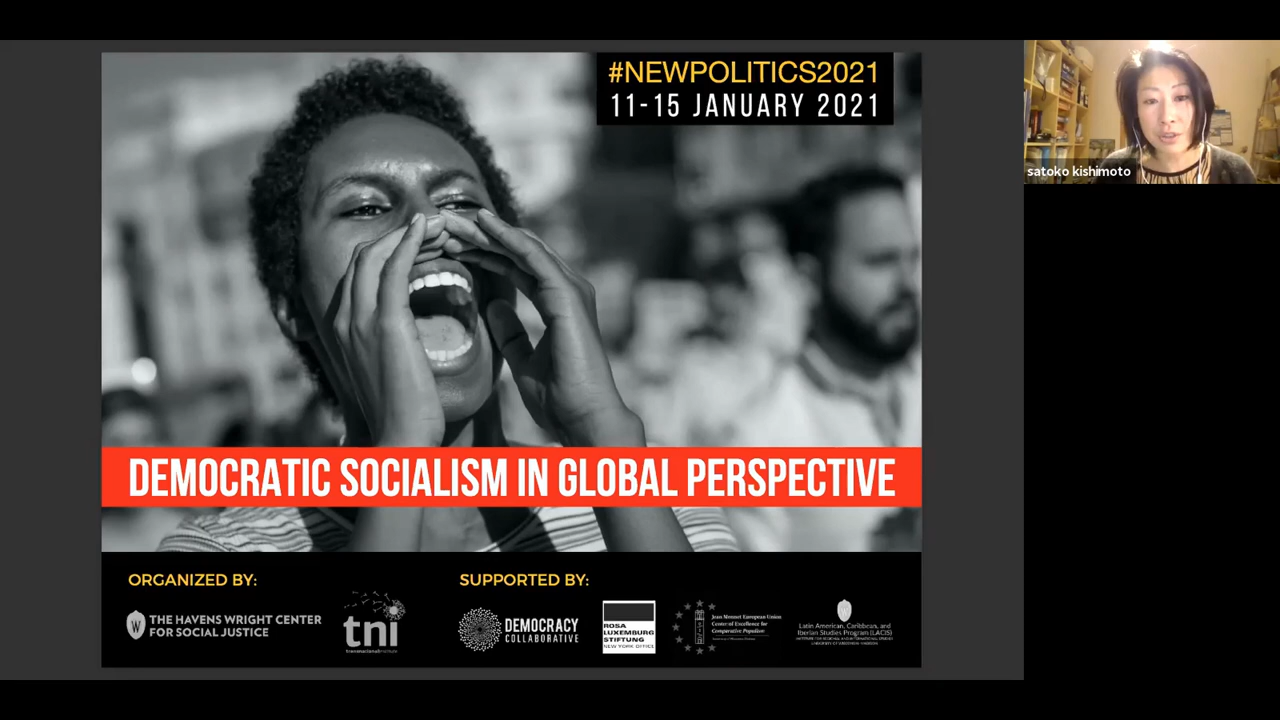 #NEWPOLITICS2021
11-15 JANUARY 2021
satoko kishimoto
DEMOCRATIC SOCIALISM IN GLOBAL PERSPECTIVE
ORGANIZED BY:
THE HAVENS WRIGHT CENTER
FOR SOCIAL JUSTICE
tni
transnationalinstitute
SUPPORTED BY:
DEMOCRACY
COLLABORATIVE
ROSA
LUXEMBURG
STIFTUNG
NEW YORK OFFICE
Jean Monnet European Union
Center of Excellence for
Comparative Populism
Latin American, Caribbean, and
Iberian Studies Program (LACIS)